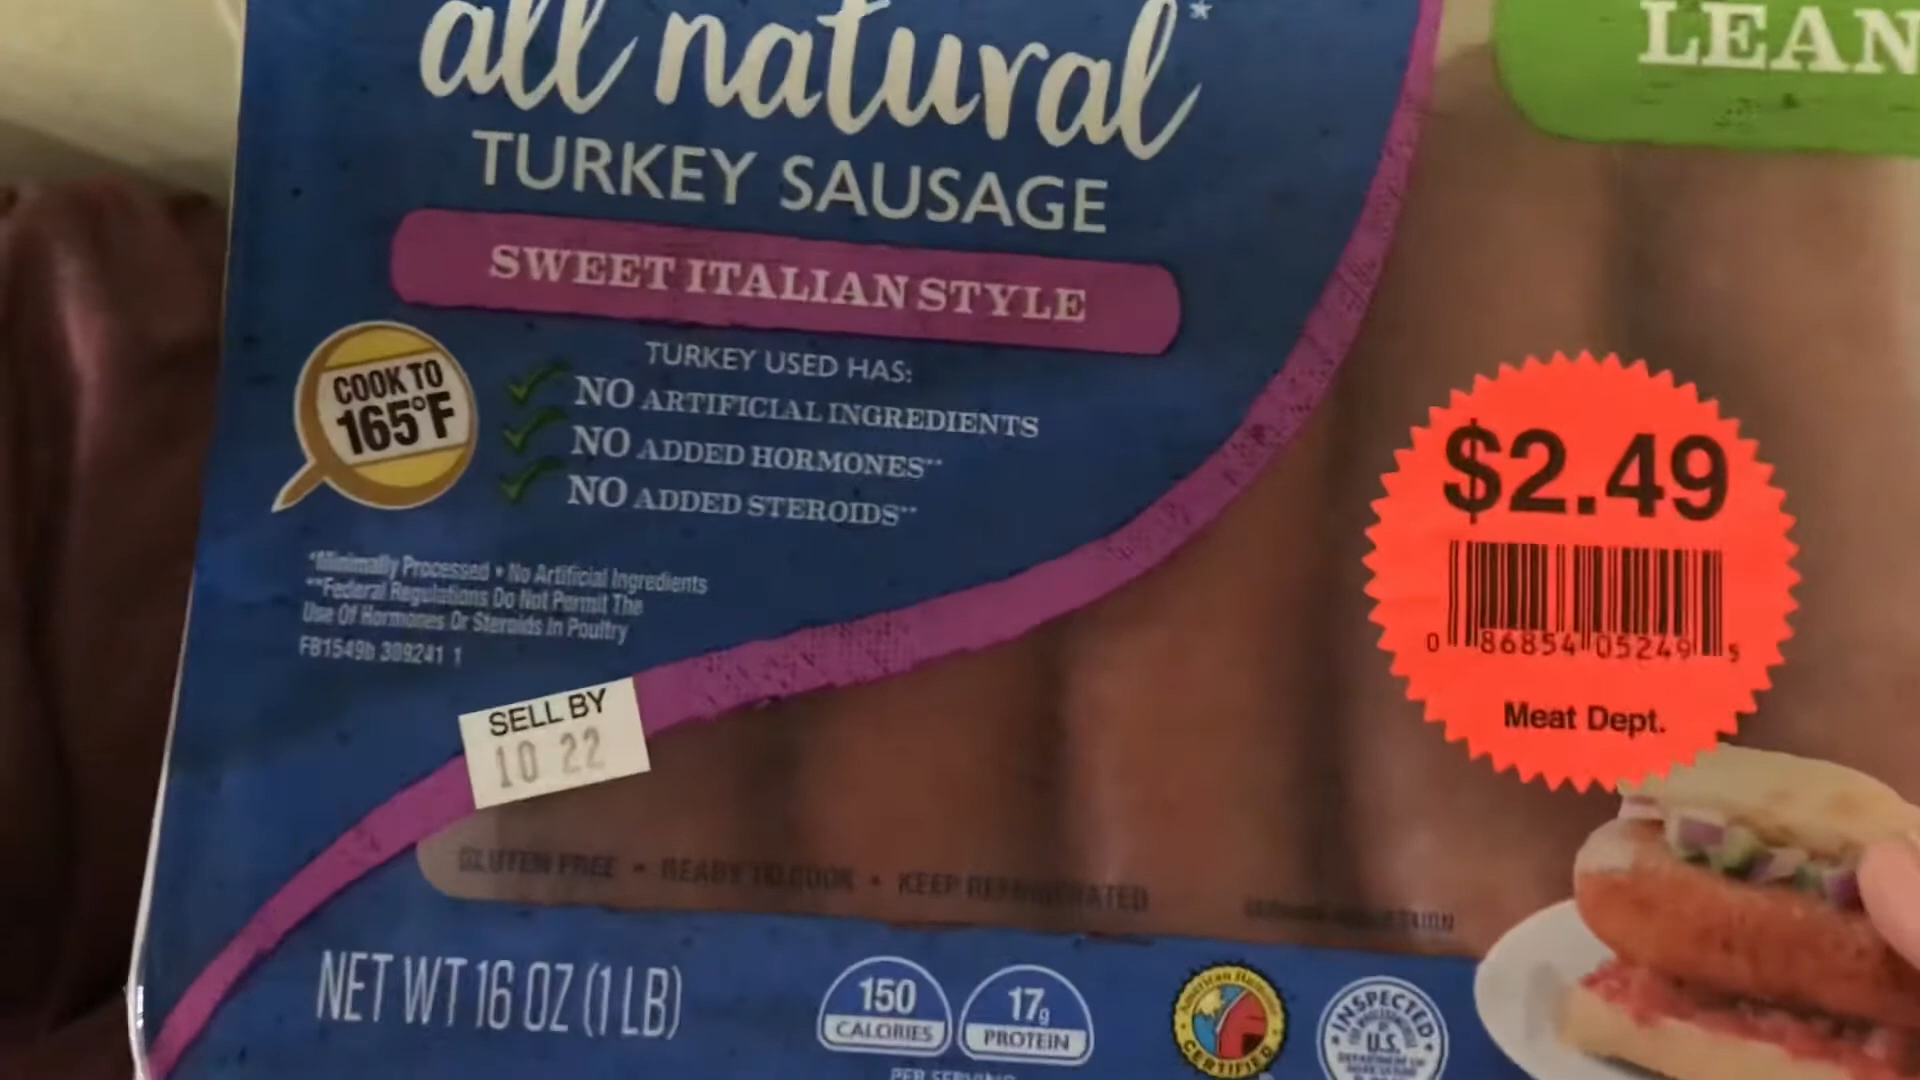 all natural*
TURKEY SAUSAGE
SWEET ITALIAN STYLE
LEAN
COOK TO
165°F
TURKEY USED HAS:
NO ARTIFICIAL INGREDIENTS
NO ADDED HORMONES**
NO ADDED STEROIDS**
*Minimally Processed • No Artificial Ingredients
**Federal Regulations Do Not Permit The
Use Of Hormones Or Steroids In Poultry
FB1549b 309241 1
SELL BY
10 22
$2.49
0 86854 05249 5
Meat Dept.
GLUTEN FREE • READY TO COOK • KEEP REFRIGERATED
NET WT 16 OZ (1 LB)
150
CALORIES
17g
PROTEIN
PER SERVING
American Humane
CERTIFIED
INSPECTED
U.S.
DEPARTMENT OF
AGRICULTURE